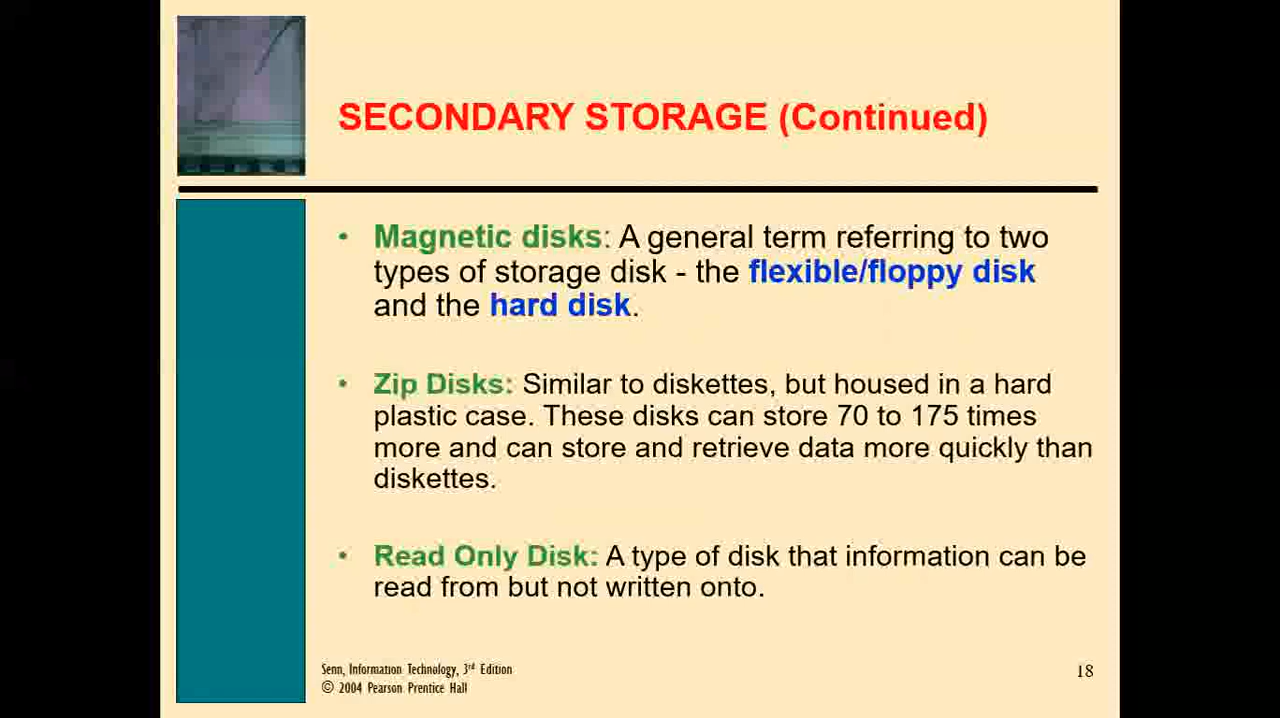 SECONDARY STORAGE (Continued)
• Magnetic disks: A general term referring to two
types of storage disk - the flexible/floppy disk
and the hard disk.
• Zip Disks: Similar to diskettes, but housed in a hard
plastic case. These disks can store 70 to 175 times
more and can store and retrieve data more quickly than
diskettes.
• Read Only Disk: A type of disk that information can be
read from but not written onto.
Senn, Information Technology, 3rd Edition
© 2004 Pearson Prentice Hall
18